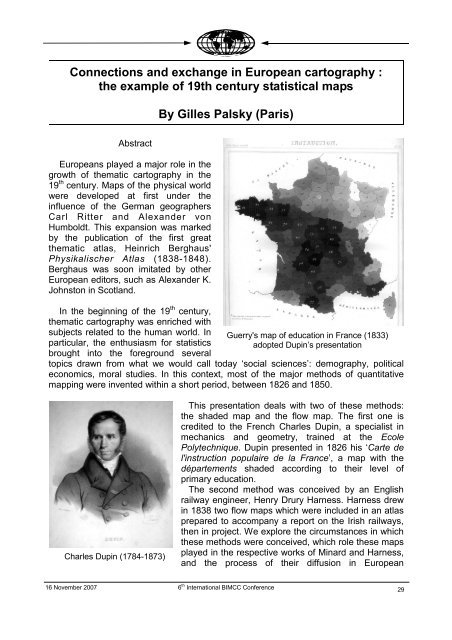 Connections and exchange in European cartography :
the example of 19th century statistical maps
By Gilles Palsky (Paris)
Abstract
Europeans played a major role in the
growth of thematic cartography in the
19th century. Maps of the physical world
were developed at first under the
influence of the German geographers
Carl Ritter and Alexander von
Humboldt. This expansion was marked
by the publication of the first great
thematic atlas, Heinrich Berghaus'
Physikalischer Atlas (1838-1848).
Berghaus was soon imitated by other
European editors, such as Alexander K.
Johnston in Scotland.
INSTRUCTION.
In the beginning of the 19th century,
thematic cartography was enriched with
subjects related to the human world. In
particular, the enthusiasm for statistics
brought into the foreground several
Guerry's map of education in France (1833)
adopted Dupin's presentation
topics drawn from what we would call today 'social sciences': demography, political
economics, moral studies. In this context, most of the major methods of quantitative
mapping were invented within a short period, between 1826 and 1850.
DUPIN.
Charles Dupin (1784-1873)
This presentation deals with two of these methods:
the shaded map and the flow map. The first one is
credited to the French Charles Dupin, a specialist in
mechanics and geometry, trained at the Ecole
Polytechnique. Dupin presented in 1826 his 'Carte de
l'instruction populaire de la France', a map with the
départements shaded according to their level of
primary education.
The second method was conceived by an English
railway engineer, Henry Drury Harness. Harness drew
in 1838 two flow maps which were included in an atlas
prepared to accompany a report on the Irish railways,
then in project. We explore the circumstances in which
these methods were conceived, which role these maps
played in the respective works of Minard and Harness,
and the process of their diffusion in European
16 November 2007
6th International BIMCC Conference
29